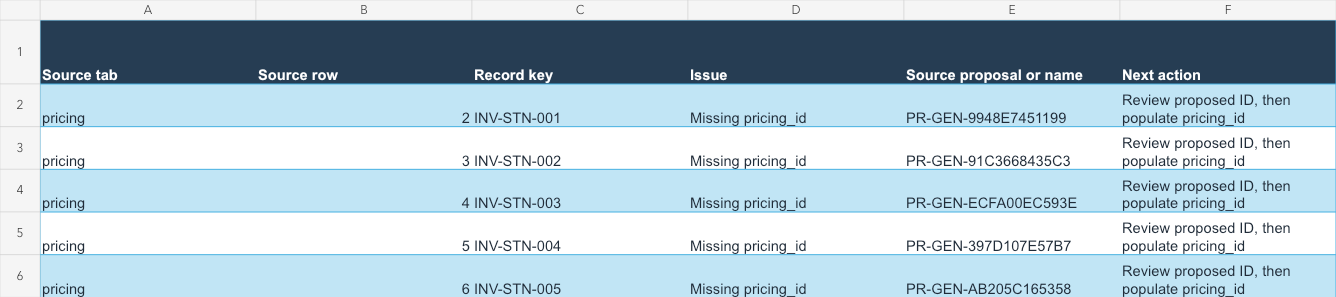 A B C D E F
1 Source tab Source row Record key Issue Source proposal or name Next action
2 pricing 2 INV-STN-001 Missing pricing_id PR-GEN-9948E7451199 Review proposed ID, then
populate pricing_id
3 pricing 3 INV-STN-002 Missing pricing_id PR-GEN-91C3668435C3 Review proposed ID, then
populate pricing_id
4 pricing 4 INV-STN-003 Missing pricing_id PR-GEN-ECFA00EC593E Review proposed ID, then
populate pricing_id
5 pricing 5 INV-STN-004 Missing pricing_id PR-GEN-397D107E57B7 Review proposed ID, then
populate pricing_id
6 pricing 6 INV-STN-005 Missing pricing_id PR-GEN-AB205C165358 Review proposed ID, then
populate pricing_id